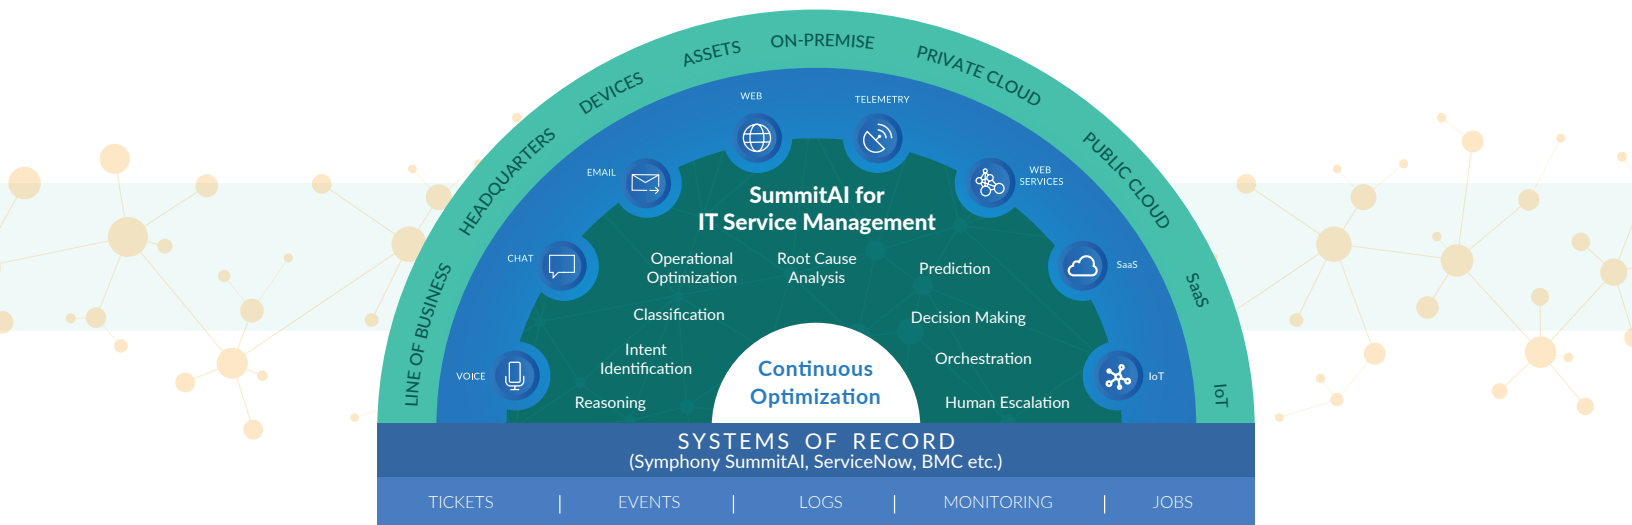 LINE OF BUSINESS
HEADQUARTERS
DEVICES
ASSETS
ON-PREMISE
PRIVATE CLOUD
PUBLIC CLOUD
SaaS
IoT
VOICE
CHAT
EMAIL
WEB
TELEMETRY
WEB
SERVICES
SaaS
IoT
SummitAI for
IT Service Management
Operational
Optimization
Root Cause
Analysis
Prediction
Classification
Decision Making
Intent
Identification
Orchestration
Reasoning
Human Escalation
Continuous
Optimization
SYSTEMS OF RECORD
(Symphony SummitAI, ServiceNow, BMC etc.)
TICKETS | EVENTS | LOGS | MONITORING | JOBS